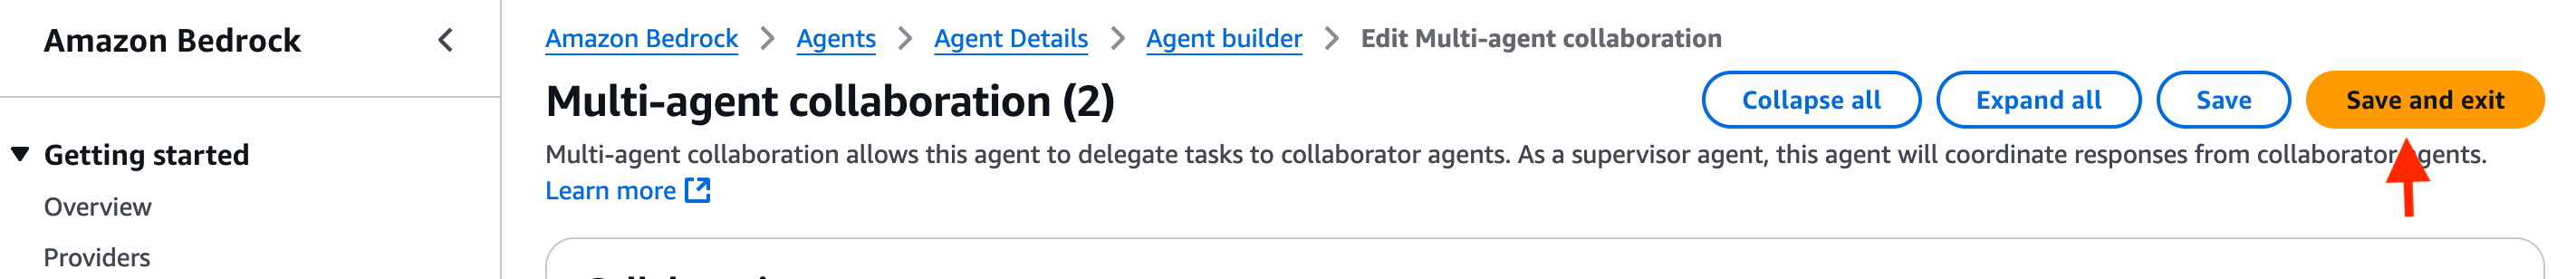 Amazon Bedrock
Getting started
Overview
Providers
Amazon Bedrock > Agents > Agent Details > Agent builder > Edit Multi-agent collaboration
Multi-agent collaboration (2)
Collapse all
Expand all
Save
Save and exit
Multi-agent collaboration allows this agent to delegate tasks to collaborator agents. As a supervisor agent, this agent will coordinate responses from collaborator agents.
Learn more